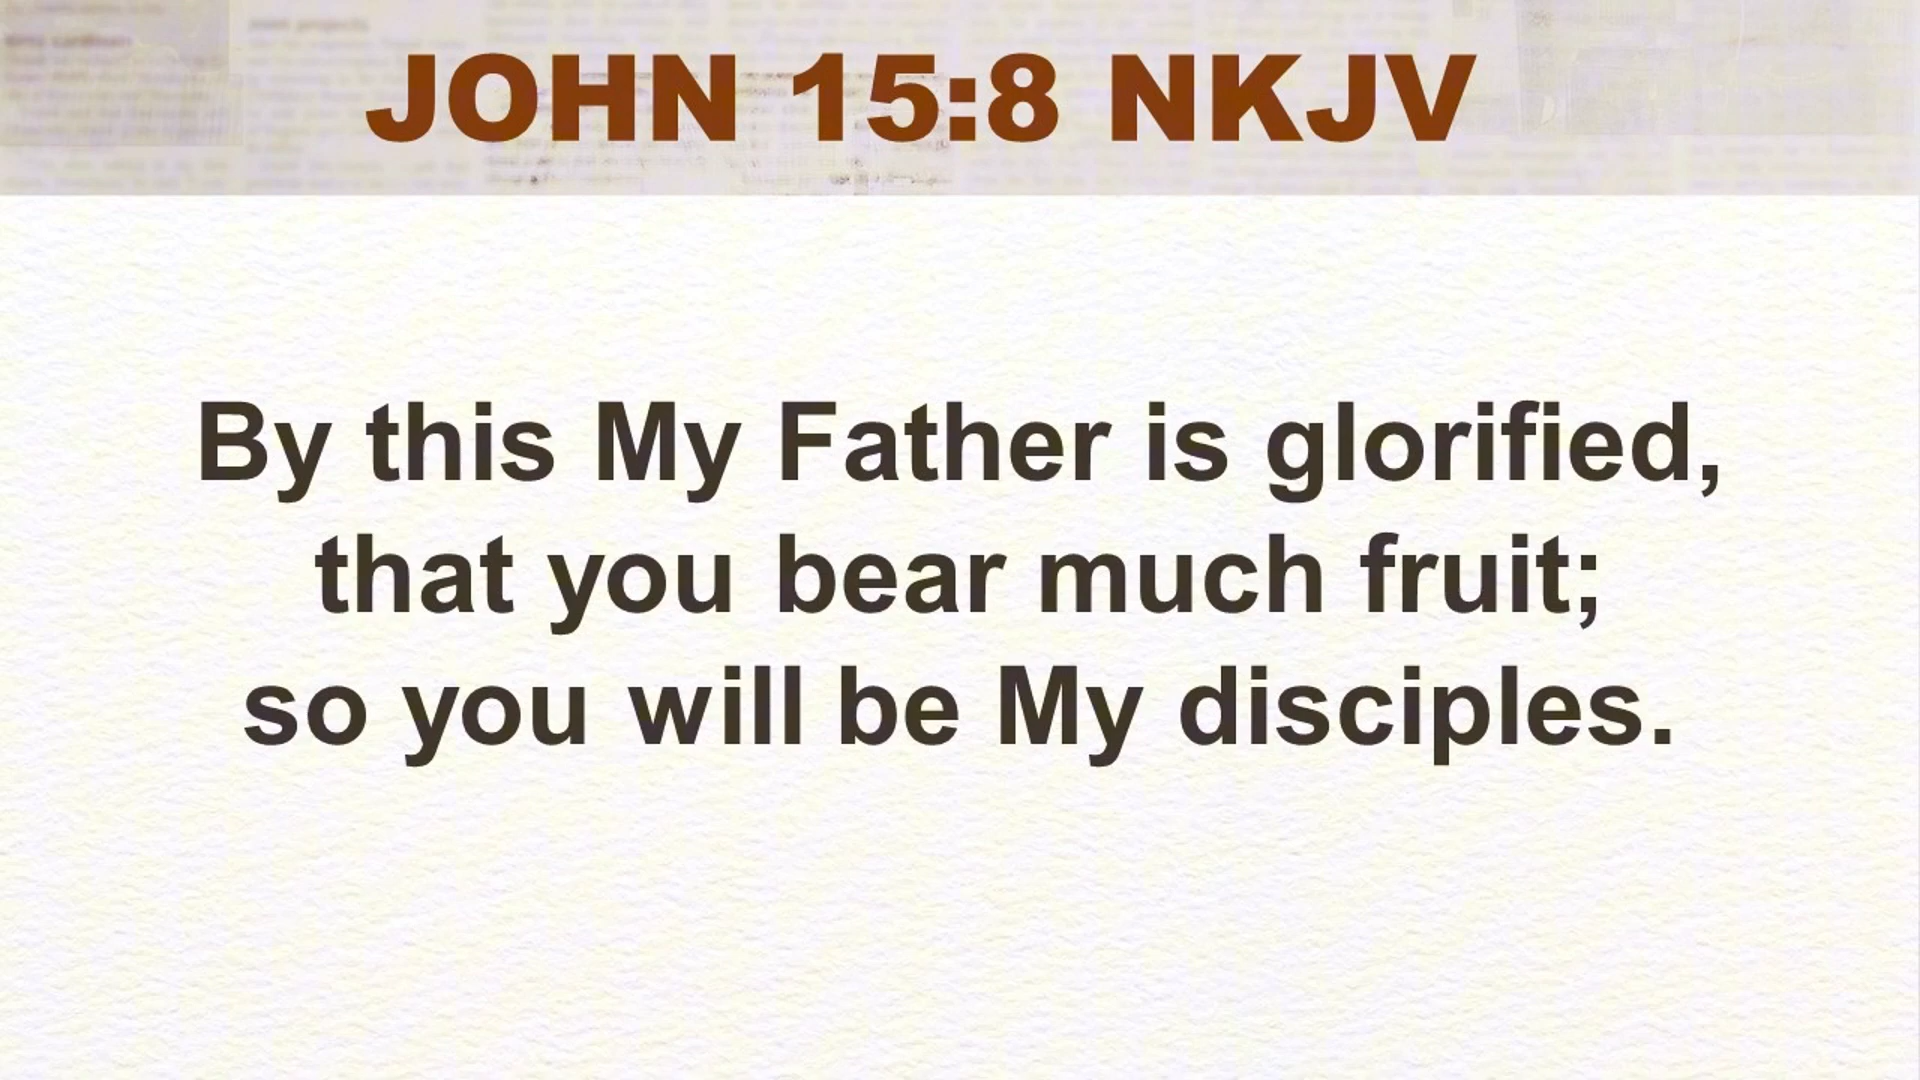 JOHN 15:8 NKJV
By this My Father is glorified,
that you bear much fruit;
so you will be My disciples.